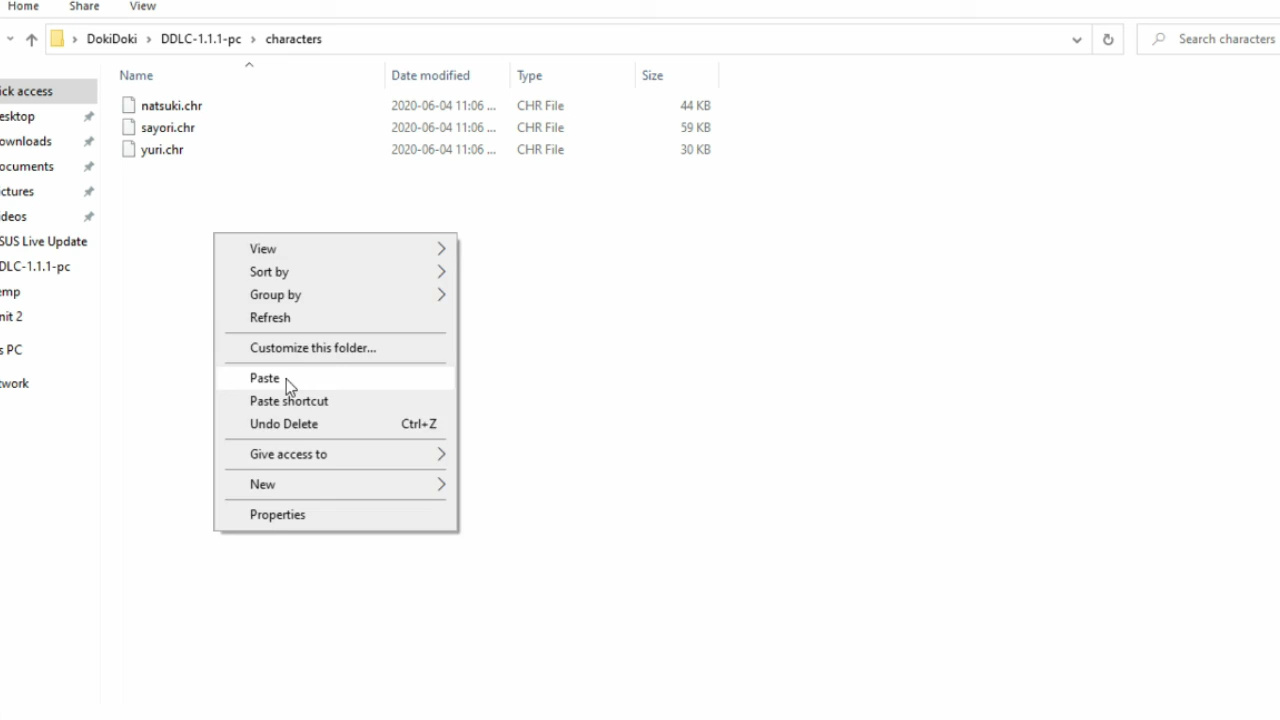 Home Share View
DokiDoki > DDLC-1.1.1-pc > characters
Search characters
Name Date modified Type Size
natsuki.chr 2020-06-04 11:06 ... CHR File 44 KB
sayori.chr 2020-06-04 11:06 ... CHR File 59 KB
yuri.chr 2020-06-04 11:06 ... CHR File 30 KB
ick access
esktop
ownloads
ocuments
ictures
ideos
SUS Live Update
DLC-1.1.1-pc
emp
nit 2
s PC
twork
View
Sort by
Group by
Refresh
Customize this folder...
Paste
Paste shortcut
Undo Delete Ctrl+Z
Give access to
New
Properties